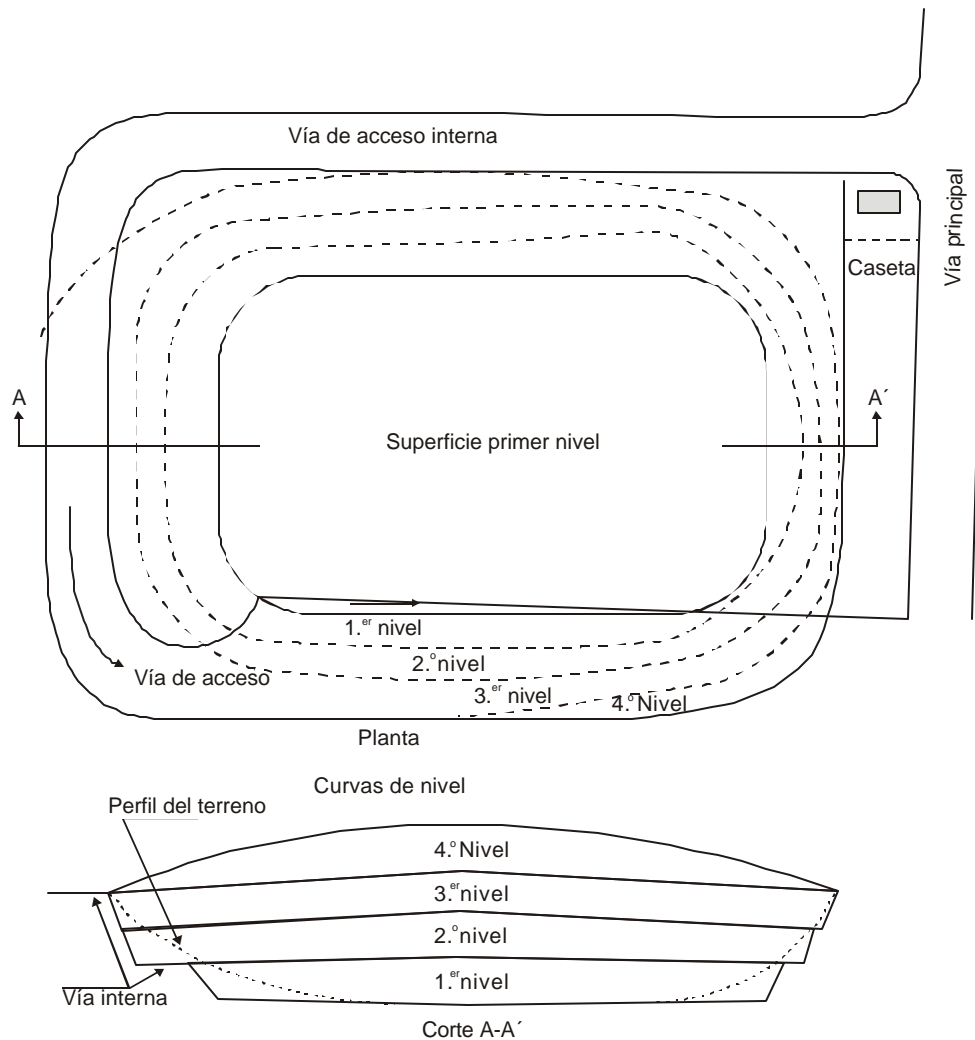 Vía de acceso interna
Vía principal
Caseta
A
A´
Superficie primer nivel
1.er nivel
2.o nivel
3.er nivel
4.o Nivel
Vía de acceso
Planta
Curvas de nivel
Perfil del terreno
4.o Nivel
3.er nivel
2.o nivel
1.er nivel
Vía interna
Corte A-A´